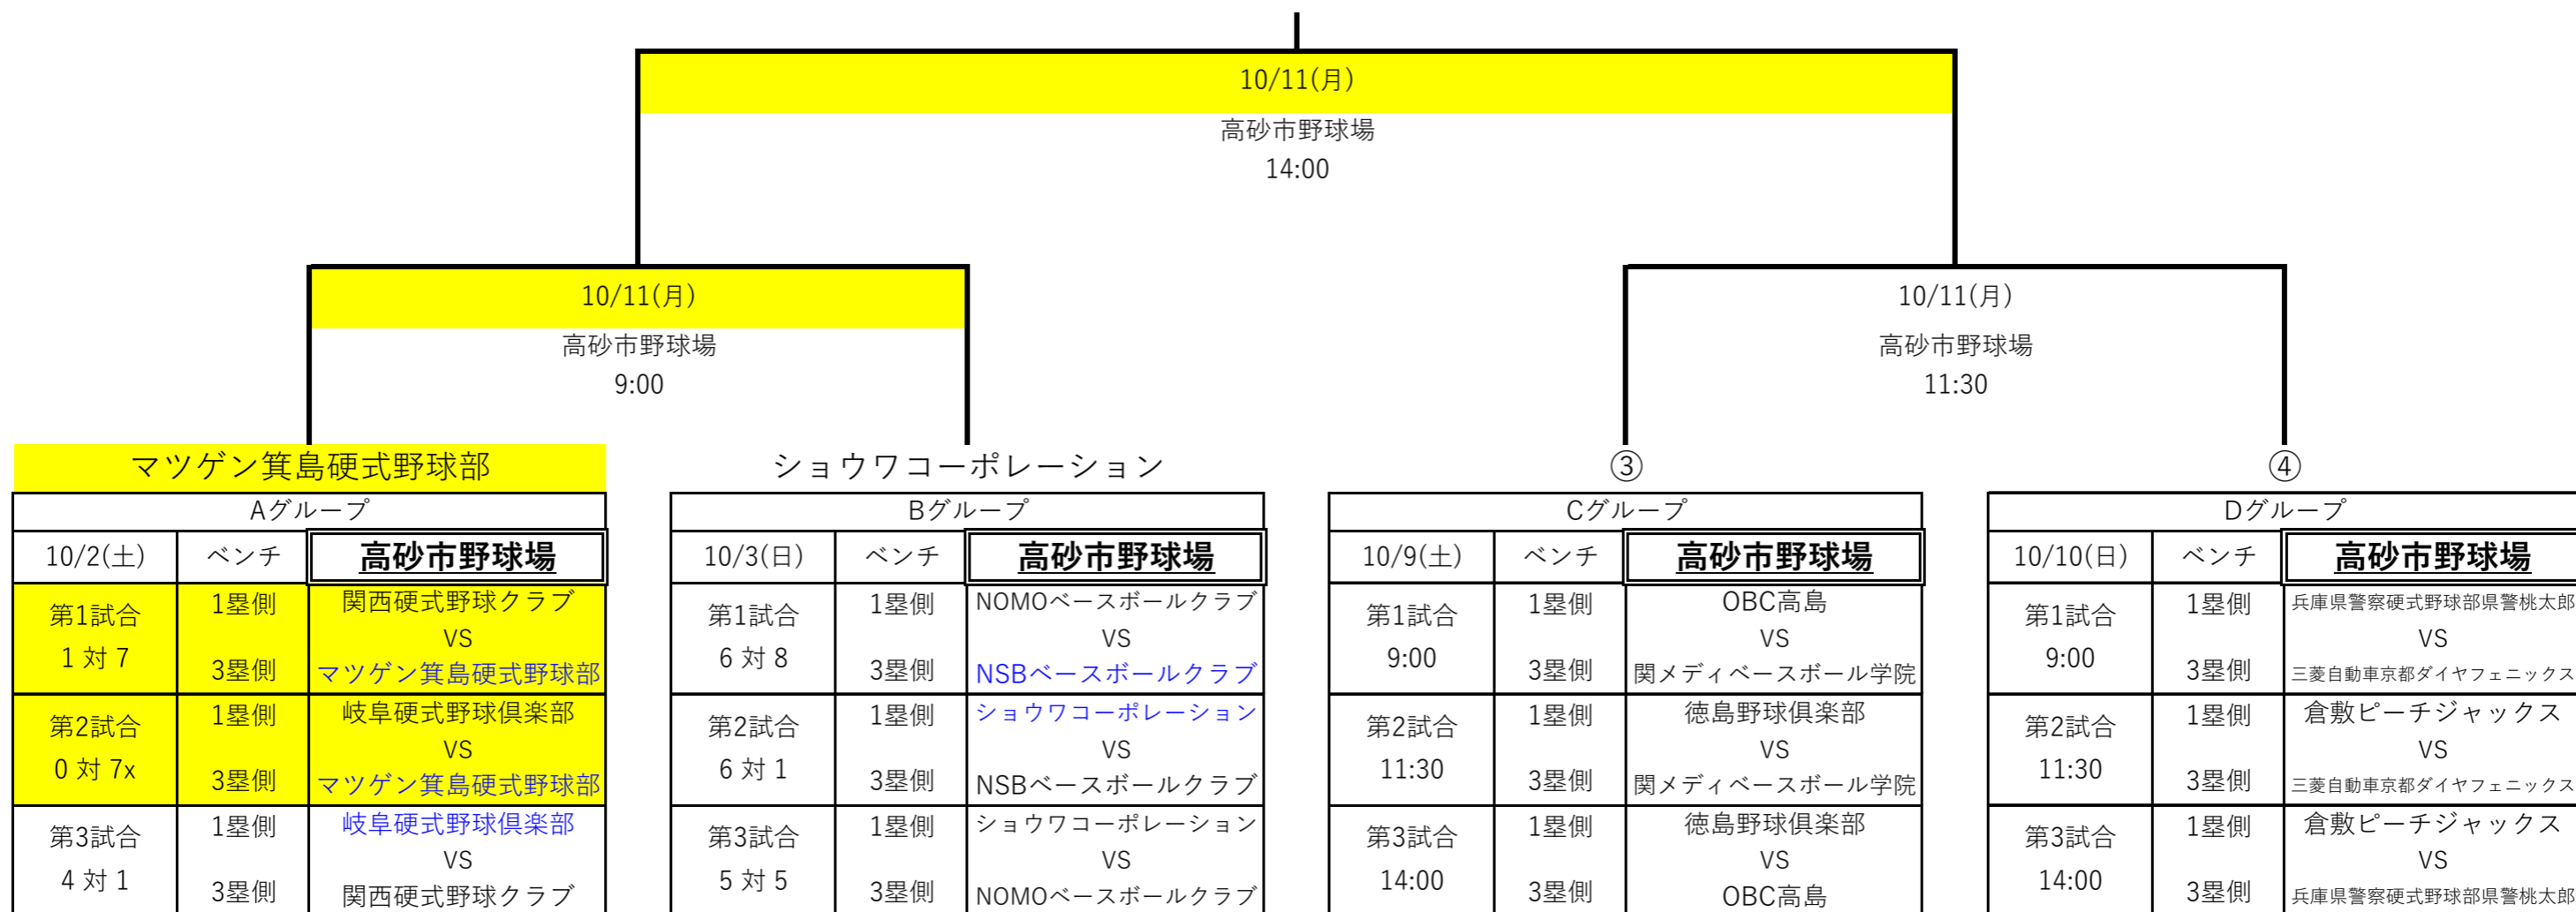 10/11(月)
高砂市野球場
14:00
10/11(月)
高砂市野球場
9:00
10/11(月)
高砂市野球場
11:30
マツゲン箕島硬式野球部
Aグループ
10/2(土) ベンチ 高砂市野球場
第1試合
1 対 7
1塁側
3塁側
関西硬式野球クラブ
VS
マツゲン箕島硬式野球部
第2試合
0 対 7x
1塁側
3塁側
岐阜硬式野球倶楽部
VS
マツゲン箕島硬式野球部
第3試合
4 対 1
1塁側
3塁側
岐阜硬式野球倶楽部
VS
関西硬式野球クラブ
ショウワコーポレーション
Bグループ
10/3(日) ベンチ 高砂市野球場
第1試合
6 対 8
1塁側
3塁側
NOMOベースボールクラブ
VS
NSBベースボールクラブ
第2試合
6 対 1
1塁側
3塁側
ショウワコーポレーション
VS
NSBベースボールクラブ
第3試合
5 対 5
1塁側
3塁側
ショウワコーポレーション
VS
NOMOベースボールクラブ
③
Cグループ
10/9(土) ベンチ 高砂市野球場
第1試合
9:00
1塁側
3塁側
OBC高島
VS
関メディベースボール学院
第2試合
11:30
1塁側
3塁側
徳島野球倶楽部
VS
関メディベースボール学院
第3試合
14:00
1塁側
3塁側
徳島野球倶楽部
VS
OBC高島
④
Dグループ
10/10(日) ベンチ 高砂市野球場
第1試合
9:00
1塁側
3塁側
兵庫県警察硬式野球部県警桃太郎
VS
三菱自動車京都ダイヤフェニックス
第2試合
11:30
1塁側
3塁側
倉敷ピーチジャックス
VS
三菱自動車京都ダイヤフェニックス
第3試合
14:00
1塁側
3塁側
倉敷ピーチジャックス
VS
兵庫県警察硬式野球部県警桃太郎